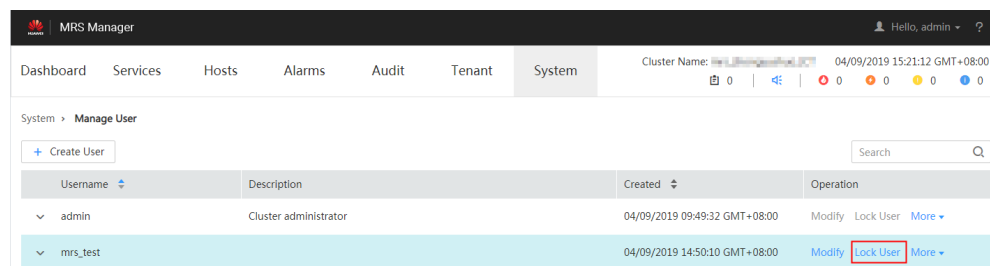 HUAWEI MRS Manager Hello, admin ?
Dashboard Services Hosts Alarms Audit Tenant System Cluster Name: 04/09/2019 15:21:12 GMT+08:00
0 0 0 0 0
System > Manage User
+ Create User Search
Username Description Created Operation
admin Cluster administrator 04/09/2019 09:49:32 GMT+08:00 Modify Lock User More
mrs_test 04/09/2019 14:50:10 GMT+08:00 Modify Lock User More